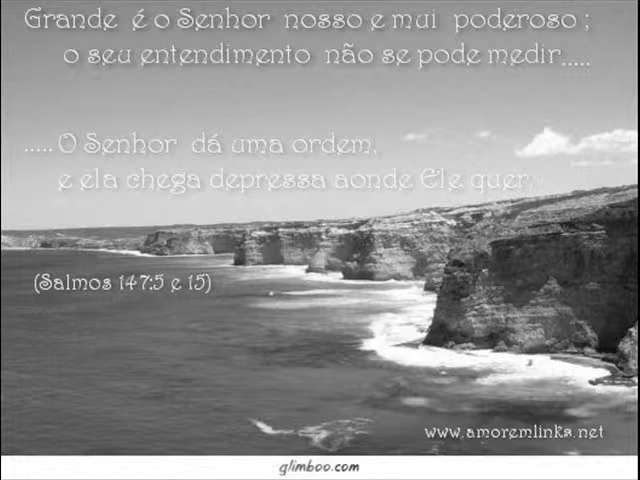 Grande é o Senhor nosso e mui poderoso ;
o seu entendimento não se pode medir.....
..... O Senhor dá uma ordem,
e ela chega depressa aonde Ele quer.
(Salmos 147:5 e 15)
www.amoremlinks.net
glimboo.com